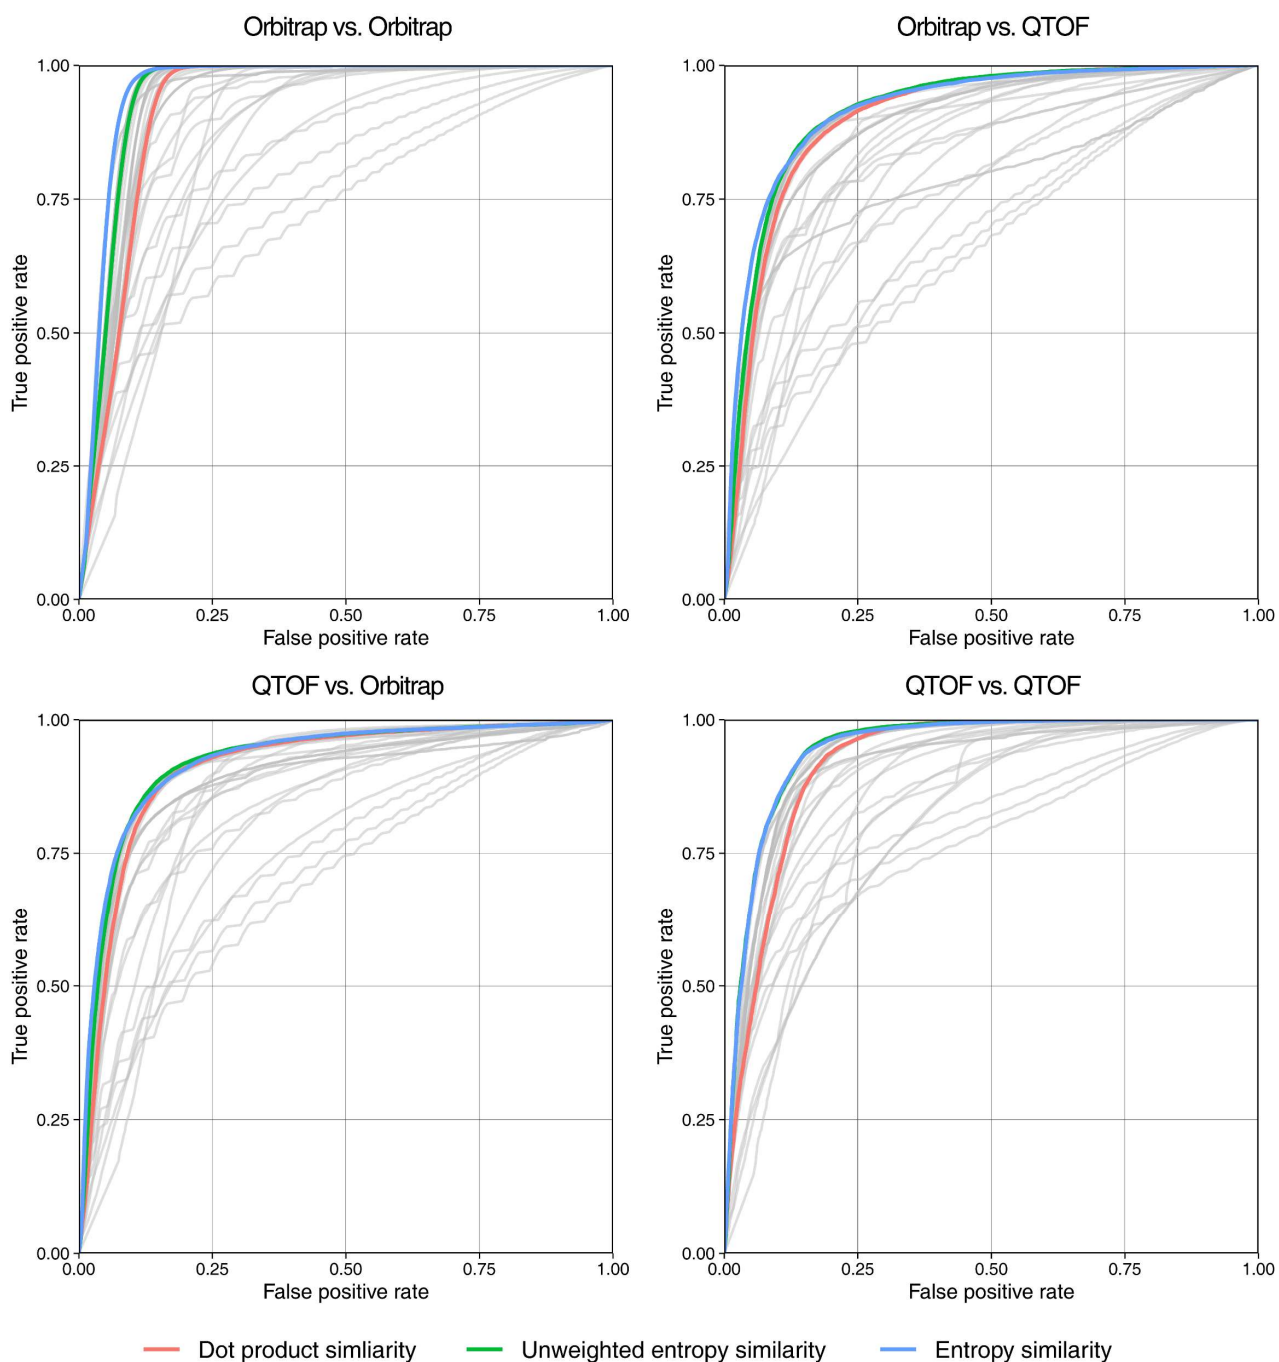 Orbitrap vs. Orbitrap
Orbitrap vs. QTOF
1.00
0.75
0.50
0.25
0.00
True positive rate
0.00 0.25 0.50 0.75 1.00
False positive rate
1.00
0.75
0.50
0.25
0.00
True positive rate
0.00 0.25 0.50 0.75 1.00
False positive rate
QTOF vs. Orbitrap
QTOF vs. QTOF
1.00
0.75
0.50
0.25
0.00
True positive rate
0.00 0.25 0.50 0.75 1.00
False positive rate
1.00
0.75
0.50
0.25
0.00
True positive rate
0.00 0.25 0.50 0.75 1.00
False positive rate
Dot product simliarity Unweighted entropy similarity Entropy similarity